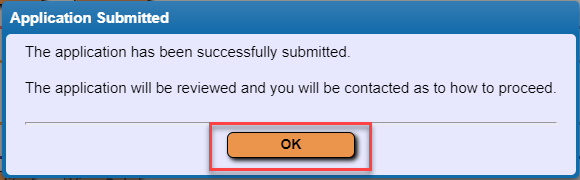 Application Submitted
The application has been successfully submitted.
The application will be reviewed and you will be contacted as to how to proceed.
OK